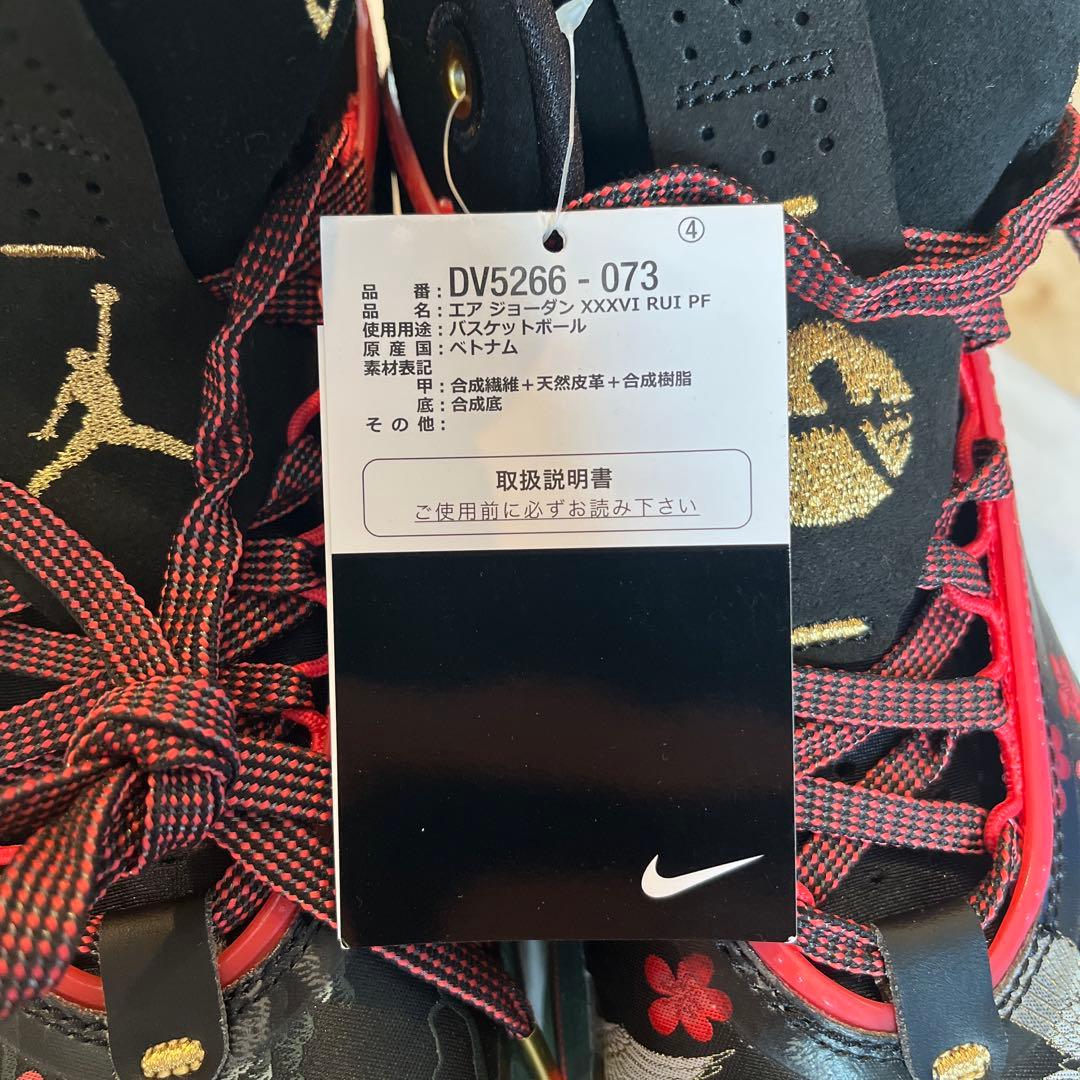 ④
品番:DV5266-073
品名:エア ジョーダン XXXVI RUI PF
使用用途:バスケットボール
原産国:ベトナム
素材表記
甲:合成繊維+天然皮革+合成樹脂
底:合成底
その他:
取扱説明書
ご使用前に必ずお読み下さい